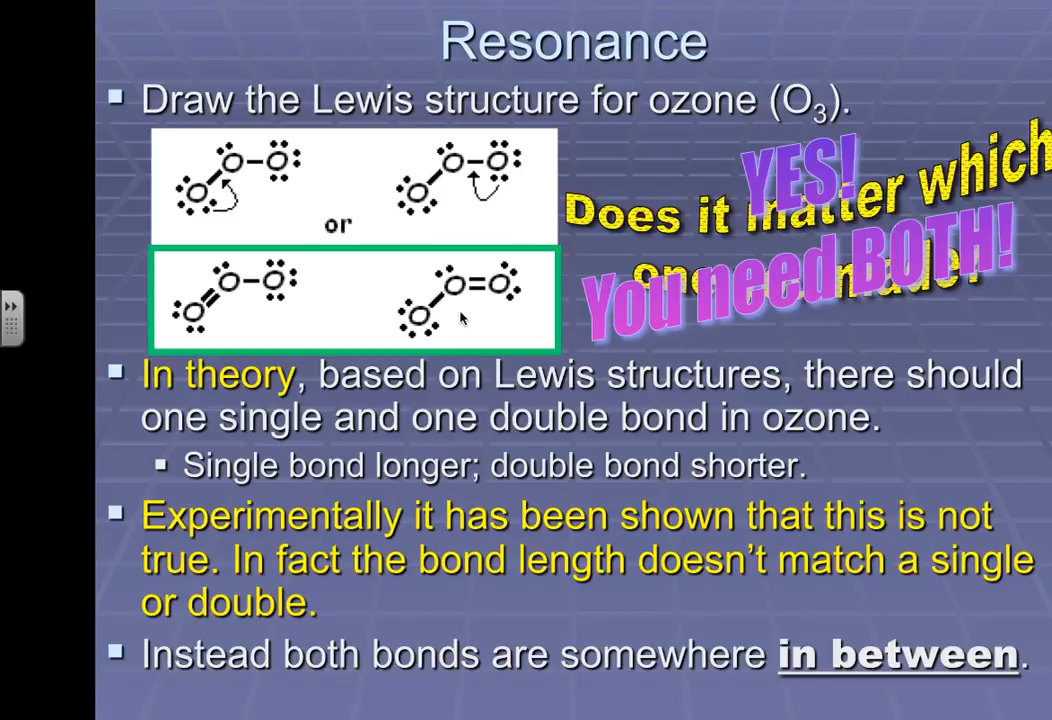 Resonance
Draw the Lewis structure for ozone (O3).
O–O
O
or
O–O
O
YES!
Does it matter which
You need BOTH!
O–O
O
O=O
O
In theory, based on Lewis structures, there should
one single and one double bond in ozone.
Single bond longer; double bond shorter.
Experimentally it has been shown that this is not
true. In fact the bond length doesn't match a single
or double.
Instead both bonds are somewhere in between.